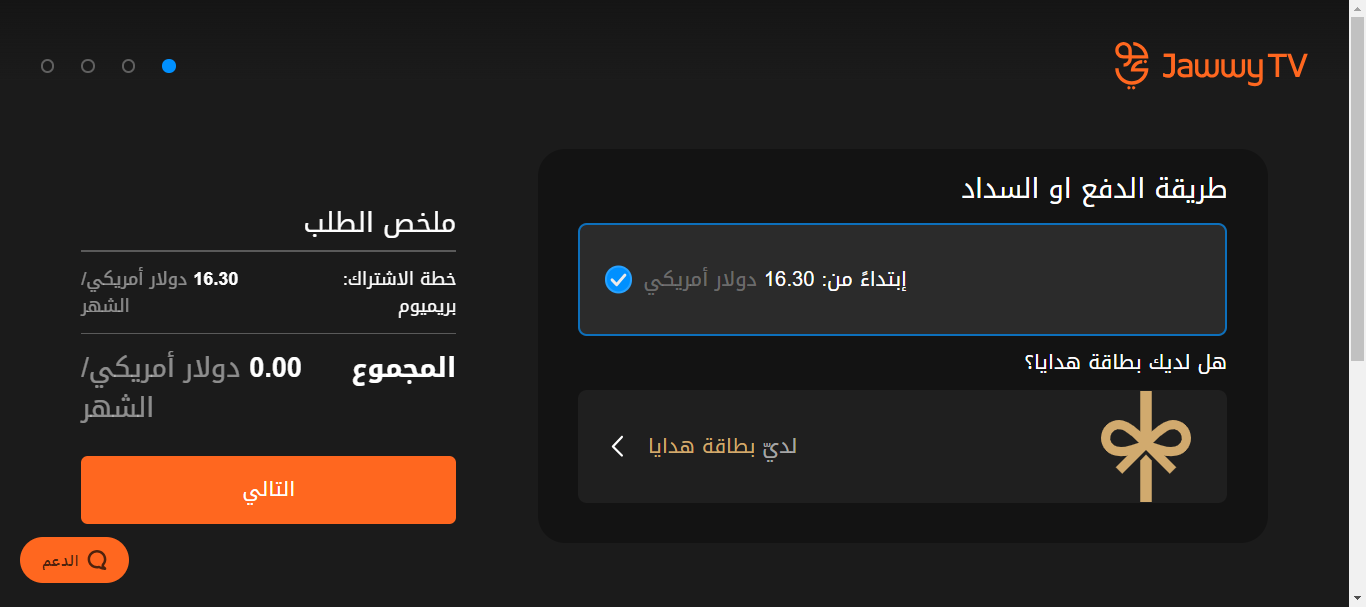 Jawwy TV
طريقة الدفع او السداد
إبتداءً من: 16.30 دولار أمريكي
هل لديك بطاقة هدايا؟
لديّ بطاقة هدايا
ملخص الطلب
خطة الاشتراك: 16.30 دولار أمريكي/
بريميوم الشهر
المجموع 0.00 دولار أمريكي/
الشهر
التالي
الدعم